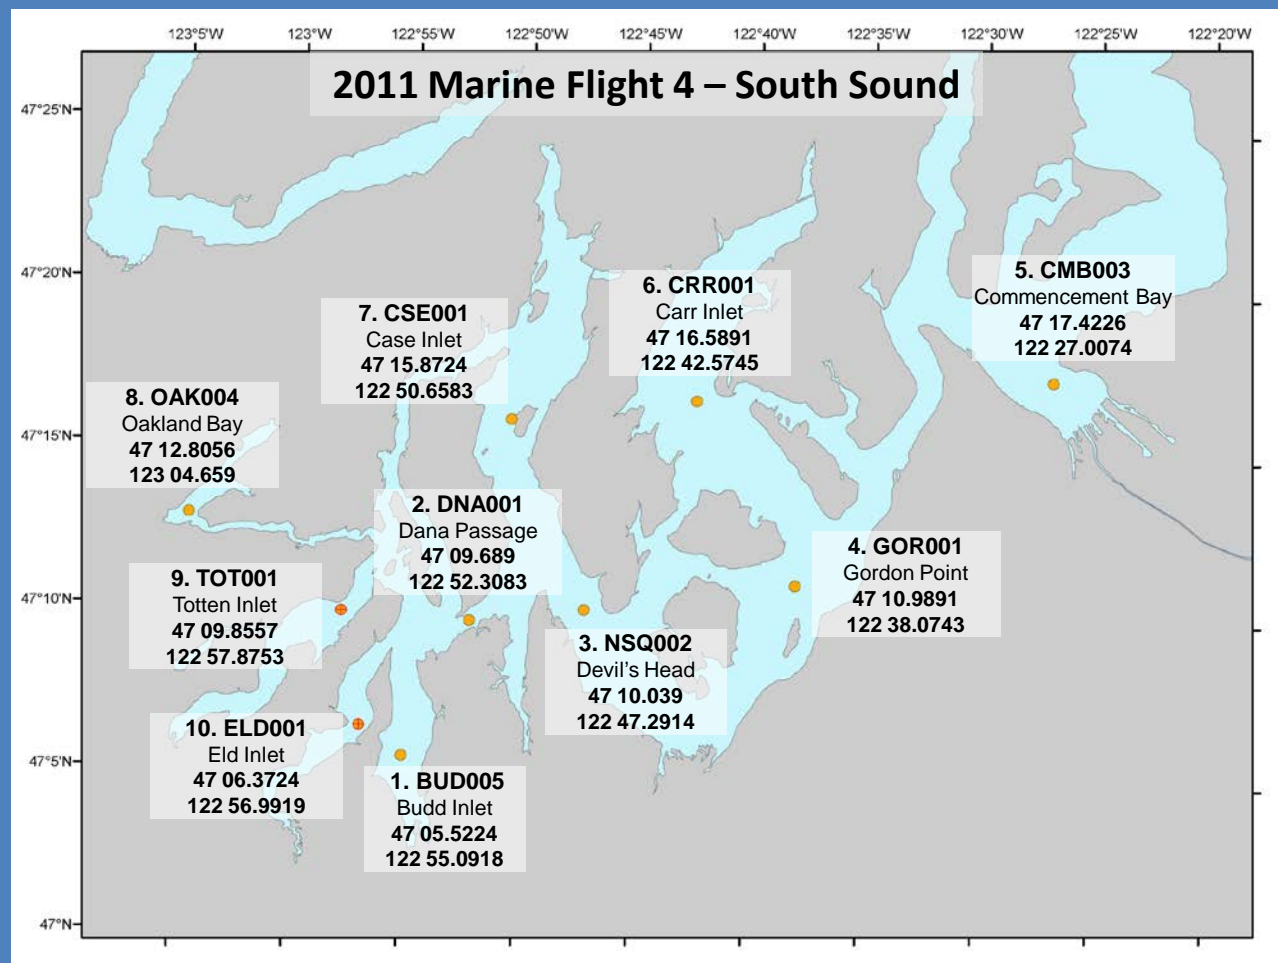 123°5'W 123°W 122°55'W 122°50'W 122°45'W 122°40'W 122°35'W 122°30'W 122°25'W 122°20'W
2011 Marine Flight 4 – South Sound
47°25'N
47°20'N
47°15'N
47°10'N
47°5'N
47°N
5. CMB003
Commencement Bay
47 17.4226
122 27.0074
6. CRR001
Carr Inlet
47 16.5891
122 42.5745
7. CSE001
Case Inlet
47 15.8724
122 50.6583
8. OAK004
Oakland Bay
47 12.8056
123 04.659
2. DNA001
Dana Passage
47 09.689
122 52.3083
4. GOR001
Gordon Point
47 10.9891
122 38.0743
9. TOT001
Totten Inlet
47 09.8557
122 57.8753
3. NSQ002
Devil's Head
47 10.039
122 47.2914
10. ELD001
Eld Inlet
47 06.3724
122 56.9919
1. BUD005
Budd Inlet
47 05.5224
122 55.0918